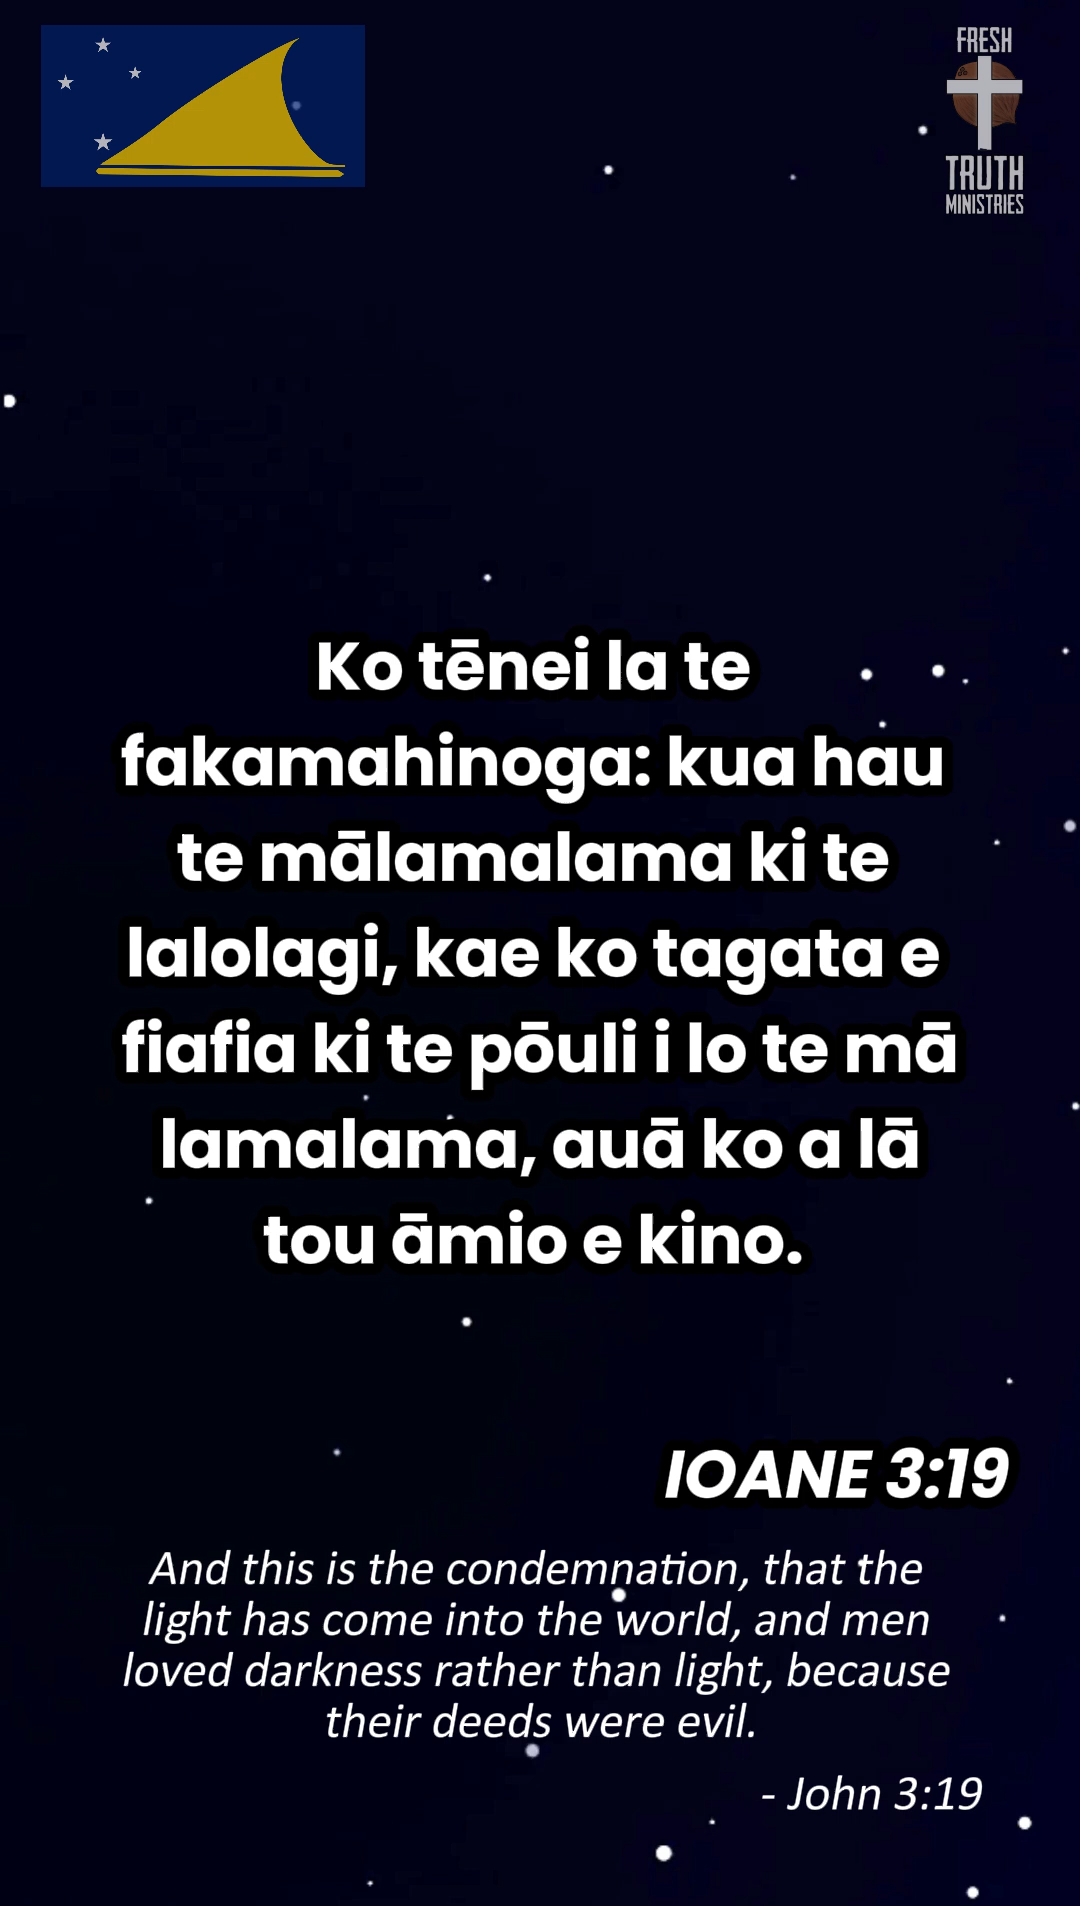 FRESH
TRUTH
MINISTRIES
Ko tēnei la te
fakamahinoga: kua hau
te mālamalama ki te
lalolagi, kae ko tagata e
fiafia ki te pōuli i lo te mā
lamalama, auā ko a lā
tou āmio e kino.
IOANE 3:19
And this is the condemnation, that the
light has come into the world, and men
loved darkness rather than light, because
their deeds were evil.
- John 3:19